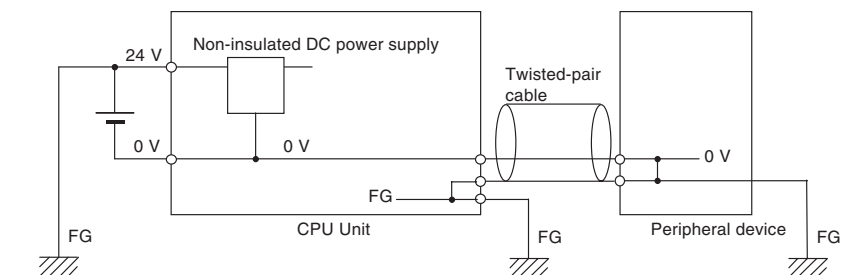 Non-insulated DC power supply
24 V
Twisted-pair
cable
0 V
0 V
0 V
FG
CPU Unit
Peripheral device
FG
FG
FG